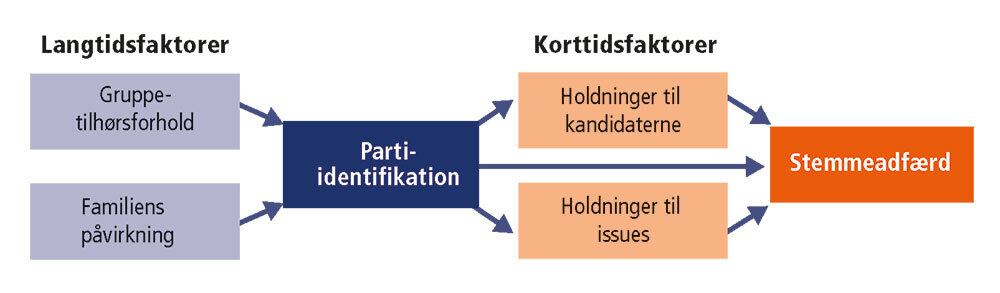 Langtidsfaktorer
Gruppe-
tilhørsforhold
Familiens
påvirkning
Parti-
identifikation
Korttidsfaktorer
Holdninger til
kandidaterne
Holdninger til
issues
Stemmeadfærd